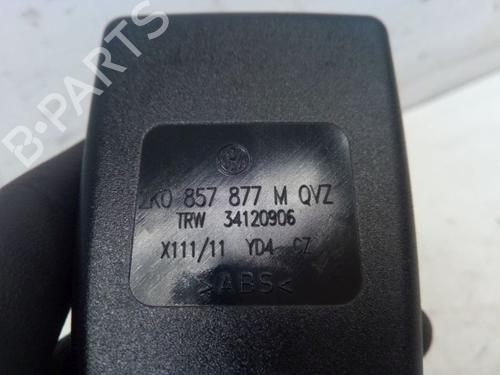 B-PARTS
2K0 857 877 M QVZ
TRW 34120906
X111/11 YD4 CZ
>ABS<